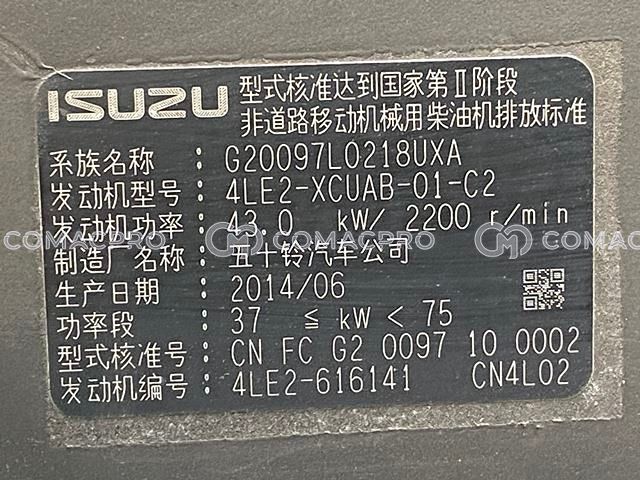 ISUZU
型式核准达到国家第Ⅱ阶段
非道路移动机械用柴油机排放标准
系族名称 : G20097L0218UXA
发动机型号 : 4LE2-XCUAB-01-C2
发动机功率 : 43.0 kW/ 2200 r/min
COMACPRO CM COMACPRO CM COMACPRO
制造厂名称 : 五十铃汽车公司
生产日期 : 2014/06
功率段 : 37 ≦ kW < 75
型式核准号 : CN FC G2 0097 10 0002
发动机编号 : 4LE2-616141 CN4L02